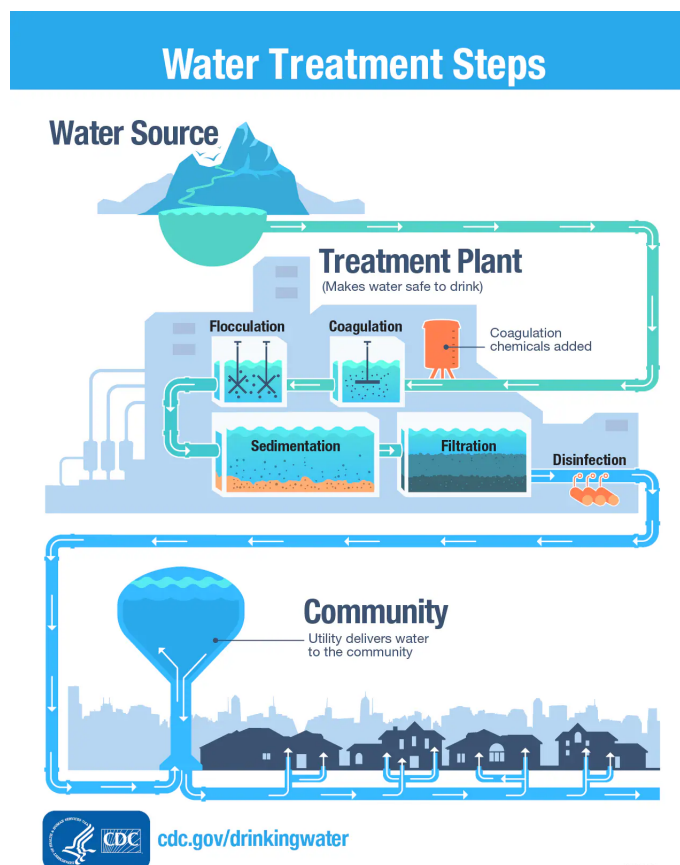 Water Treatment Steps
Water Source
Treatment Plant
(Makes water safe to drink)
Flocculation
Coagulation
Coagulation
chemicals added
Sedimentation
Filtration
Disinfection
Community
Utility delivers water
to the community
CDC
cdc.gov/drinkingwater